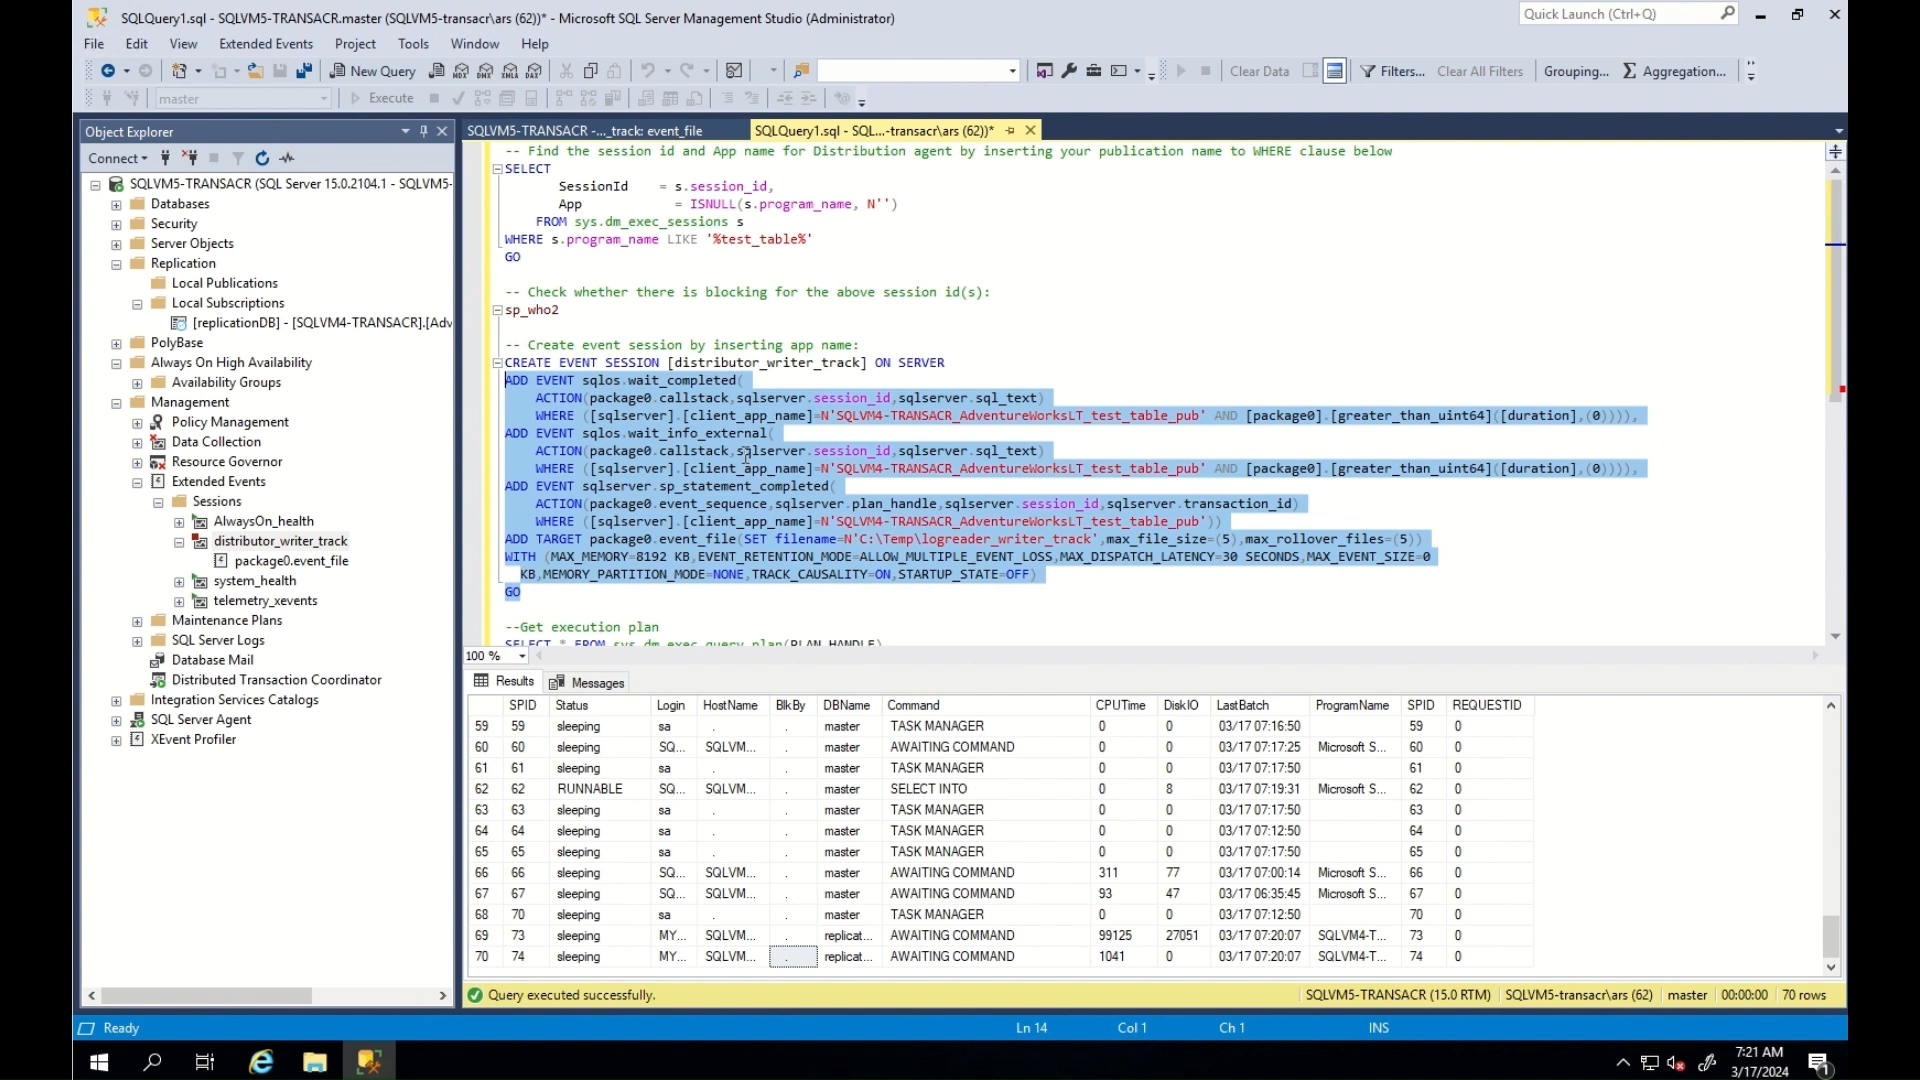 SQLQuery1.sql - SQLVM5-TRANSACR.master (SQLVM5-transacr\ars (62))* - Microsoft SQL Server Management Studio (Administrator)
Quick Launch (Ctrl+Q)
File Edit View Extended Events Project Tools Window Help
New Query MDX DMX XMLA DAX Clear Data Filters... Clear All Filters Grouping... Aggregation...
master Execute
Object Explorer
Connect
SQLVM5-TRANSACR (SQL Server 15.0.2104.1 - SQLVM5-
Databases
Security
Server Objects
Replication
Local Publications
Local Subscriptions
[replicationDB] - [SQLVM4-TRANSACR].[Adv
PolyBase
Always On High Availability
Availability Groups
Management
Policy Management
Data Collection
Resource Governor
Extended Events
Sessions
AlwaysOn_health
distributor_writer_track
package0.event_file
system_health
telemetry_xevents
Maintenance Plans
SQL Server Logs
Database Mail
Distributed Transaction Coordinator
Integration Services Catalogs
SQL Server Agent
XEvent Profiler
SQLVM5-TRANSACR -..._track: event_file
SQLQuery1.sql - SQL...-transacr\ars (62))*
-- Find the session id and App name for Distribution agent by inserting your publication name to WHERE clause below
SELECT
SessionId = s.session_id,
App = ISNULL(s.program_name, N'')
FROM sys.dm_exec_sessions s
WHERE s.program_name LIKE '%test_table%'
GO
-- Check whether there is blocking for the above session id(s):
sp_who2
-- Create event session by inserting app name:
CREATE EVENT SESSION [distributor_writer_track] ON SERVER
ADD EVENT sqlos.wait_completed(
ACTION(package0.callstack,sqlserver.session_id,sqlserver.sql_text)
WHERE ([sqlserver].[client_app_name]=N'SQLVM4-TRANSACR_AdventureWorksLT_test_table_pub' AND [package0].[greater_than_uint64]([duration],(0)))),
ADD EVENT sqlos.wait_info_external(
ACTION(package0.callstack,sqlserver.session_id,sqlserver.sql_text)
WHERE ([sqlserver].[client_app_name]=N'SQLVM4-TRANSACR_AdventureWorksLT_test_table_pub' AND [package0].[greater_than_uint64]([duration],(0)))),
ADD EVENT sqlserver.sp_statement_completed(
ACTION(package0.event_sequence,sqlserver.plan_handle,sqlserver.session_id,sqlserver.transaction_id)
WHERE ([sqlserver].[client_app_name]=N'SQLVM4-TRANSACR_AdventureWorksLT_test_table_pub'))
ADD TARGET package0.event_file(SET filename=N'C:\Temp\logreader_writer_track',max_file_size=(5),max_rollover_files=(5))
WITH (MAX_MEMORY=8192 KB,EVENT_RETENTION_MODE=ALLOW_MULTIPLE_EVENT_LOSS,MAX_DISPATCH_LATENCY=30 SECONDS,MAX_EVENT_SIZE=0
KB,MEMORY_PARTITION_MODE=NONE,TRACK_CAUSALITY=ON,STARTUP_STATE=OFF)
GO
--Get execution plan
SELECT * FROM sys.dm_exec_query_plan(PLAN_HANDLE)
100 %
Results Messages
SPID Status Login HostName BlkBy DBName Command CPUTime DiskIO LastBatch ProgramName SPID REQUESTID
59 59 sleeping sa . . master TASK MANAGER 0 0 03/17 07:16:50 59 0
60 60 sleeping SQ... SQLVM... . master AWAITING COMMAND 0 0 03/17 07:17:25 Microsoft S... 60 0
61 61 sleeping sa . . master TASK MANAGER 0 0 03/17 07:17:50 61 0
62 62 RUNNABLE SQ... SQLVM... . master SELECT INTO 0 8 03/17 07:19:31 Microsoft S... 62 0
63 63 sleeping sa . . master TASK MANAGER 0 0 03/17 07:17:50 63 0
64 64 sleeping sa . . master TASK MANAGER 0 0 03/17 07:12:50 64 0
65 65 sleeping sa . . master TASK MANAGER 0 0 03/17 07:17:50 65 0
66 66 sleeping SQ... SQLVM... . master AWAITING COMMAND 311 77 03/17 07:00:14 Microsoft S... 66 0
67 67 sleeping SQ... SQLVM... . master AWAITING COMMAND 93 47 03/17 06:35:45 Microsoft S... 67 0
68 70 sleeping sa . . master TASK MANAGER 0 0 03/17 07:12:50 70 0
69 73 sleeping MY... SQLVM... . replicat... AWAITING COMMAND 99125 27051 03/17 07:20:07 SQLVM4-T... 73 0
70 74 sleeping MY... SQLVM... . replicat... AWAITING COMMAND 1041 0 03/17 07:20:07 SQLVM4-T... 74 0
Query executed successfully. SQLVM5-TRANSACR (15.0 RTM) SQLVM5-transacr\ars (62) master 00:00:00 70 rows
Ready Ln 14 Col 1 Ch 1 INS
7:21 AM
3/17/2024
1